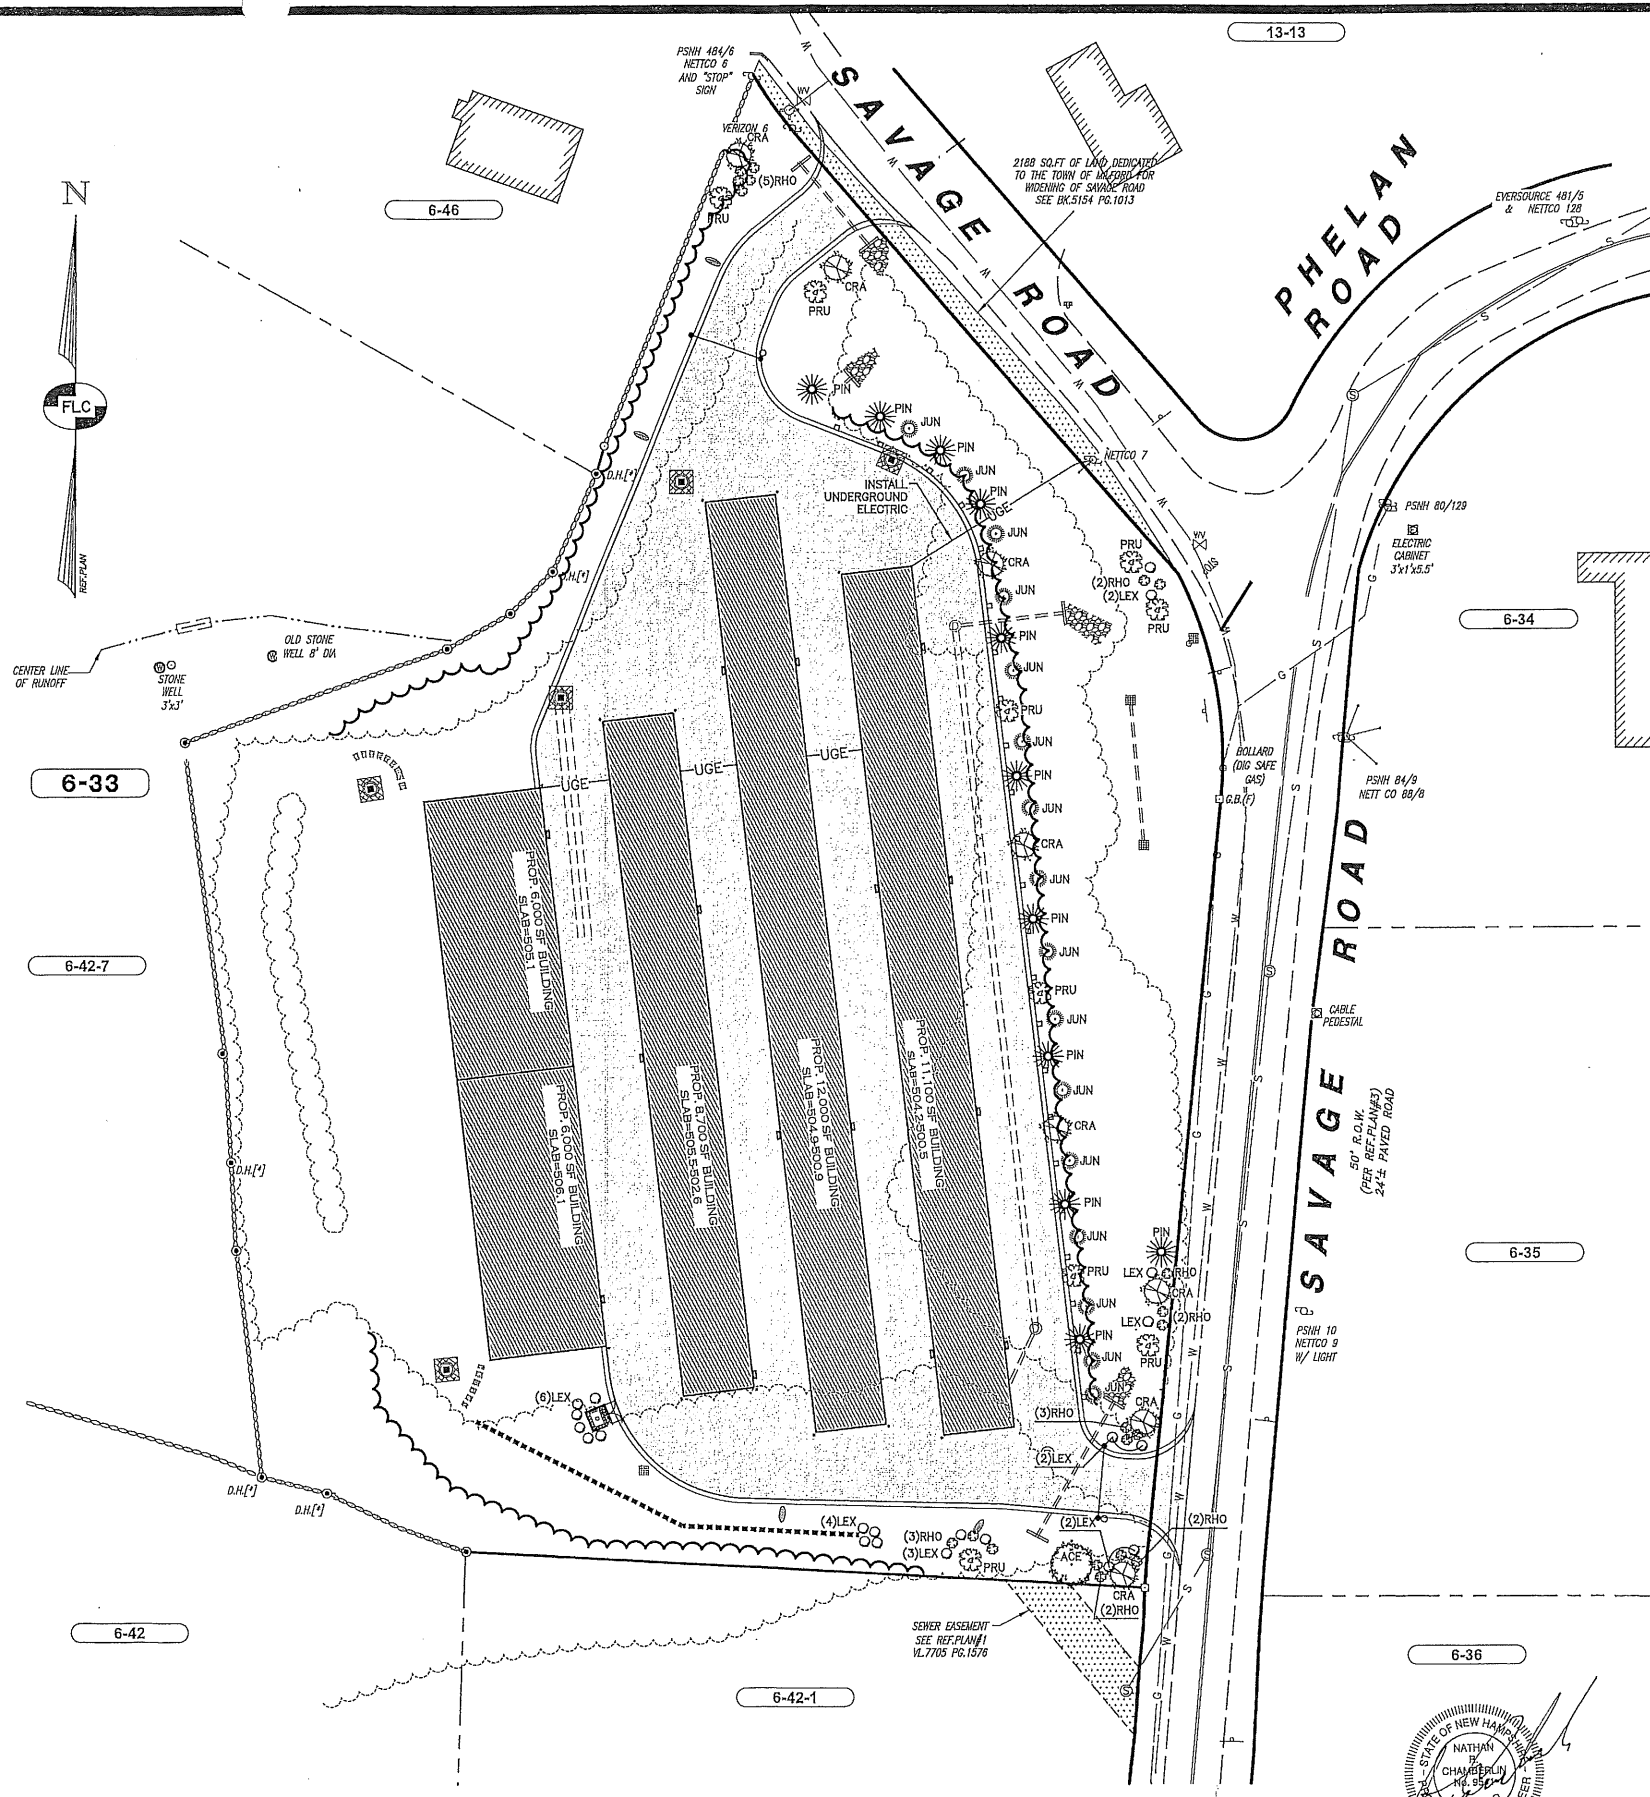 13-13
PSNH 484/6
NETTCO 6
AND "STOP"
SIGN
SAVAGE ROAD
WV
W
VERIZON 6
CRA
(5)RHO
PRU
2188 SQ.FT OF LAND DEDICATED
TO THE TOWN OF MILFORD FOR
WIDENING OF SAVAGE ROAD
SEE BK.5154 PG.1013
PHELAN
ROAD
EVERSOURCE 481/5
& NETTCO 128
N
6-46
FLC
REF.PLAN
CRA
PRU
PIN
PIN
JUN
PIN
JUN
PIN
NETTCO 7
D.H.[*]
INSTALL
UNDERGROUND
ELECTRIC
UGE
JUN
CRA
JUN
PIN
JUN
PRU
JUN
PIN
JUN
CRA
JUN
PIN
JUN
PRU
JUN
PIN
JUN
CRA
JUN
PIN
JUN
PRU
JUN
PIN
JUN
JUN
PSNH 80/129
ELECTRIC
CABINET
3'x1'x5.5'
WV
PRU
(2)RHO
(2)LEX
PRU
D.H.[*]
6-34
CENTER LINE
OF RUNOFF
OLD STONE
WELL 8' DIA
STONE
WELL
3'x3'
6-33
UGE
UGE
UGE
BOLLARD
(DIG SAFE
GAS)
G.B.(F)
PSNH 84/9
NETT CO 88/8
PROP. 6,000 SF BUILDING
SLAB=505.1
PROP. 6,000 SF BUILDING
SLAB=506.1
PROP. 8,700 SF BUILDING
SLAB=505.5-502.6
PROP. 12,000 SF BUILDING
SLAB=504.9-500.9
PROP. 11,100 SF BUILDING
SLAB=504.2-500.5
6-42-7
SAVAGE ROAD
CABLE
PEDESTAL
50' R.O.W.
(PER REF.PLAN#3)
24'± PAVED ROAD
D.H.[*]
6-35
PIN
LEX
RHO
CRA
LEX
(2)RHO
PRU
PSNH 10
NETTCO 9
W/ LIGHT
(6)LEX
(3)RHO
CRA
(2)LEX
D.H.[*]
D.H.[*]
(4)LEX
(3)RHO
(3)LEX
PRU
(2)LEX
(2)RHO
ACE
CRA
(2)RHO
SEWER EASEMENT
SEE REF.PLAN#1
VL.7705 PG.1576
6-42
6-42-1
6-36
STATE OF NEW HAMPSHIRE
NATHAN
R.
CHAMBERLIN